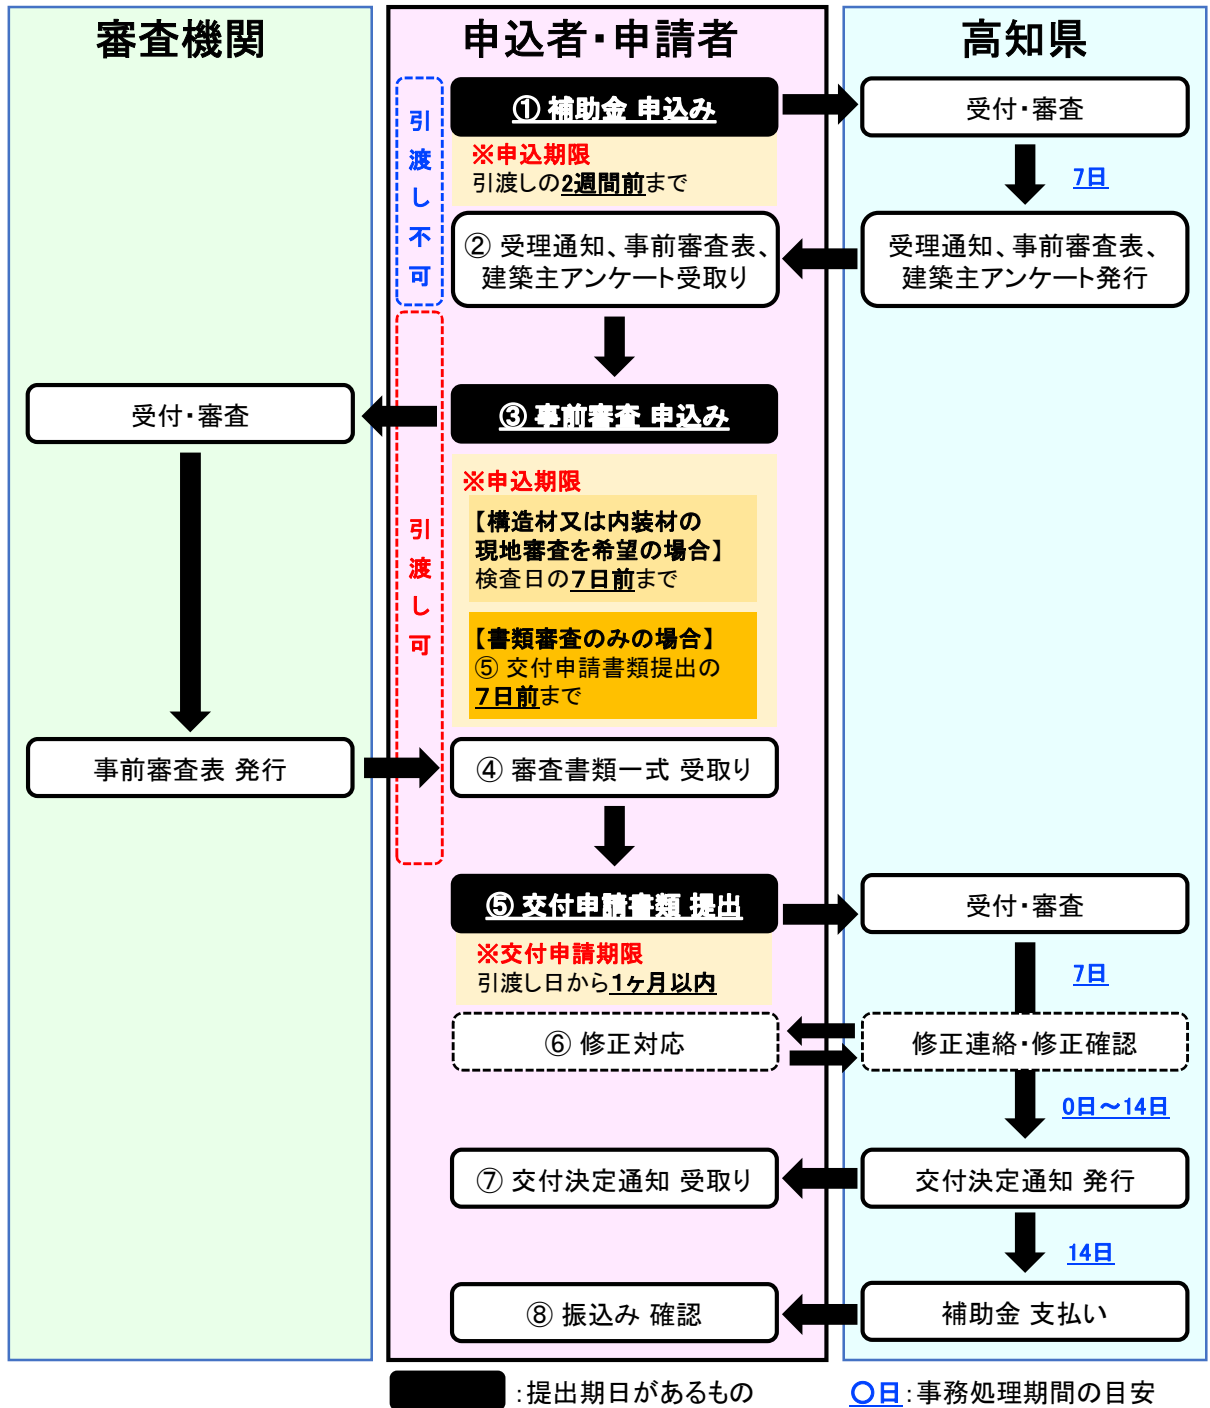 審査機関
申込者・申請者
高知県
引渡し不可
① 補助金 申込み
※申込期限
引渡しの2週間前まで
受付・審査
7日
② 受理通知、事前審査表、
建築主アンケート受取り
受理通知、事前審査表、
建築主アンケート発行
引渡し可
受付・審査
③ 事前審査 申込み
※申込期限
【構造材又は内装材の
現地審査を希望の場合】
検査日の7日前まで
【書類審査のみの場合】
⑤ 交付申請書類提出の
7日前まで
事前審査表 発行
④ 審査書類一式 受取り
⑤ 交付申請書類 提出
※交付申請期限
引渡し日から1ヶ月以内
受付・審査
7日
⑥ 修正対応
修正連絡・修正確認
0日～14日
⑦ 交付決定通知 受取り
交付決定通知 発行
14日
⑧ 振込み 確認
補助金 支払い
：提出期日があるもの
〇日：事務処理期間の目安